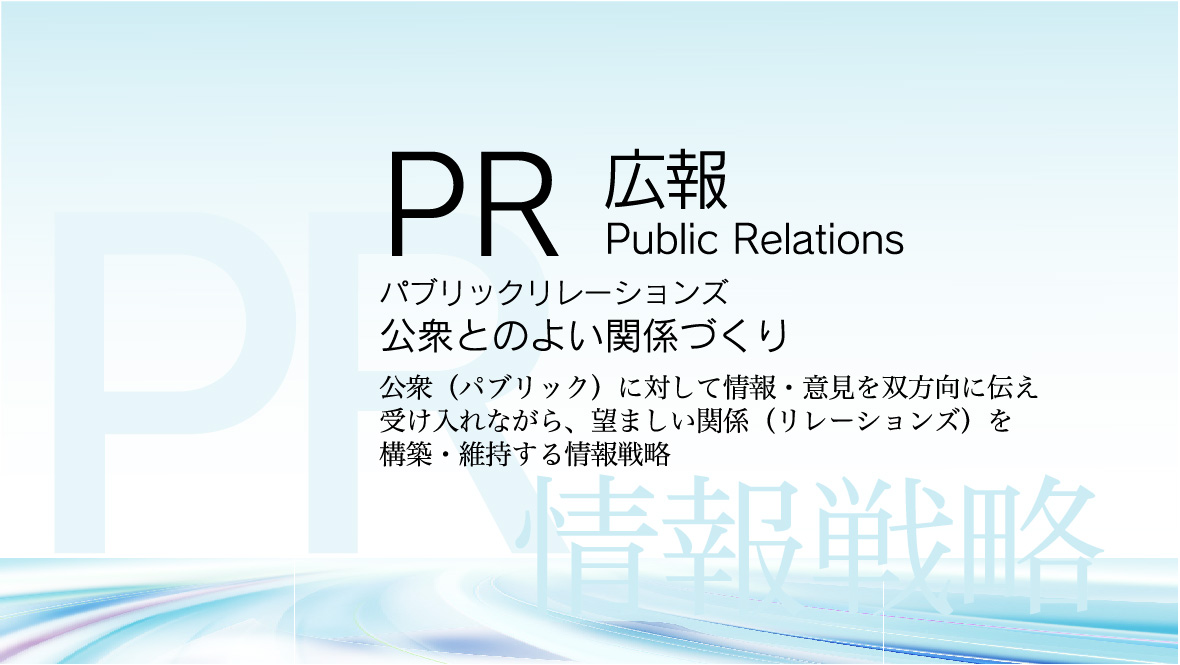 PR 広報
Public Relations
パブリックリレーションズ
公衆とのよい関係づくり
公衆（パブリック）に対して情報・意見を双方向に伝え
受け入れながら、望ましい関係（リレーションズ）を
構築・維持する情報戦略
PR
情報戦略